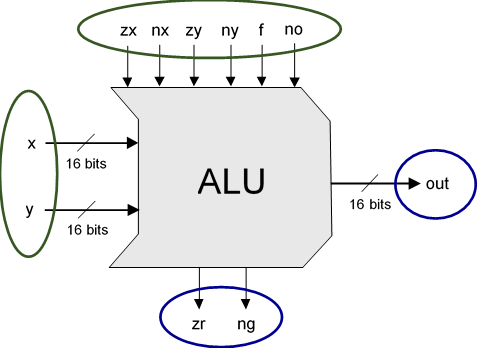 zx nx zy ny f no
x
16 bits
ALU
y
16 bits
out
16 bits
zr ng